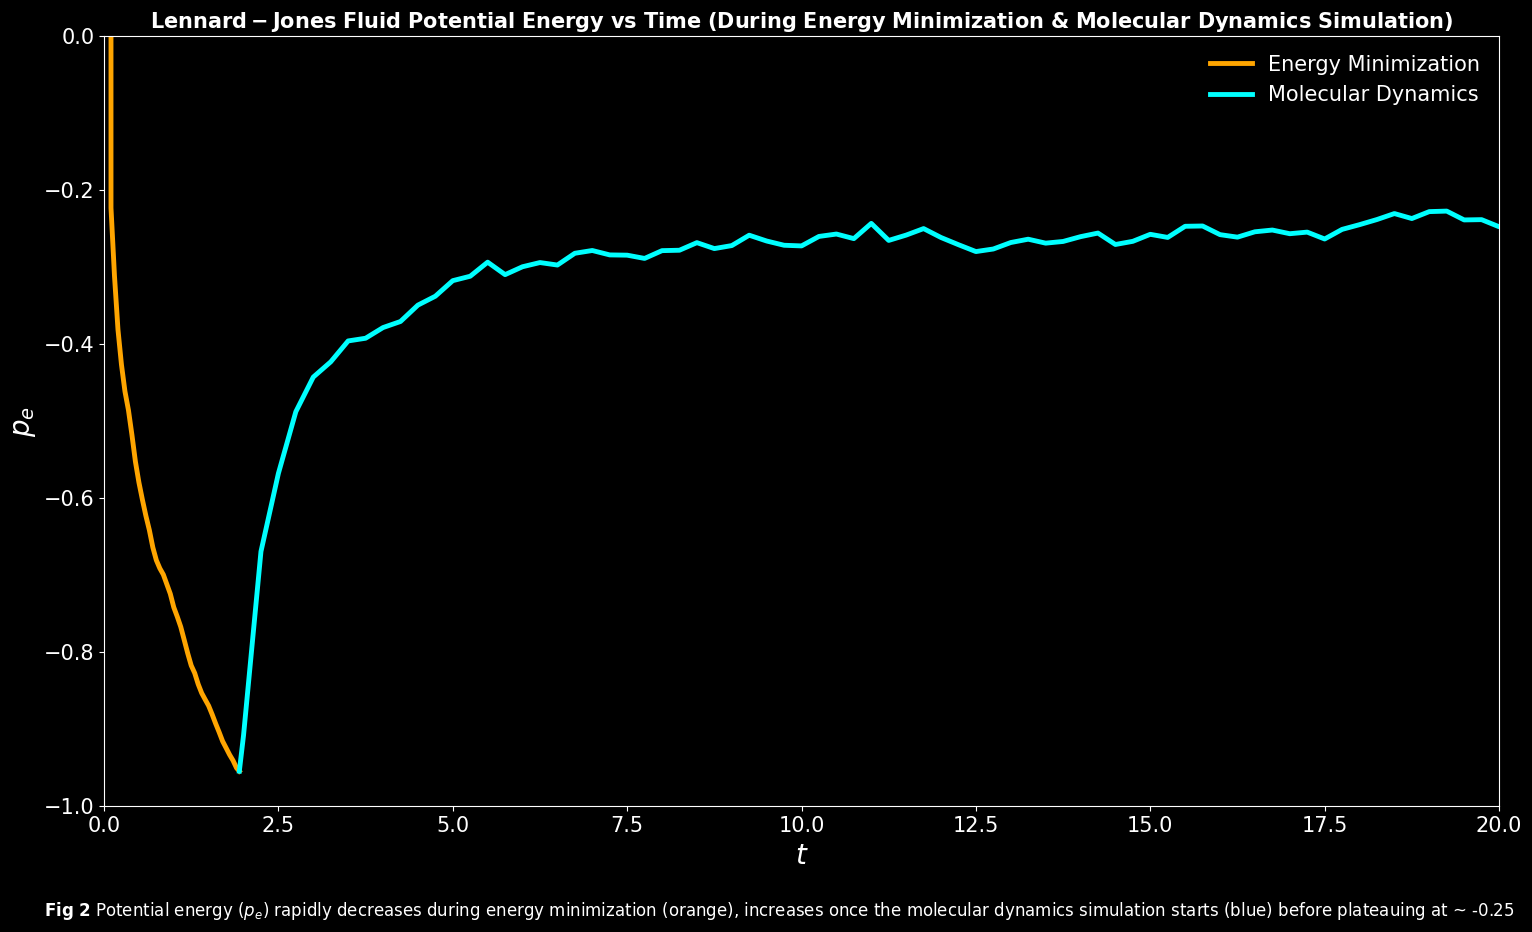 Lennard−Jones Fluid Potential Energy vs Time (During Energy Minimization & Molecular Dynamics Simulation)
Energy Minimization
Molecular Dynamics
0.0
−0.2
−0.4
−0.6
−0.8
−1.0
pₑ
0.0 2.5 5.0 7.5 10.0 12.5 15.0 17.5 20.0
t
Fig 2 Potential energy (pₑ) rapidly decreases during energy minimization (orange), increases once the molecular dynamics simulation starts (blue) before plateauing at ~ -0.25